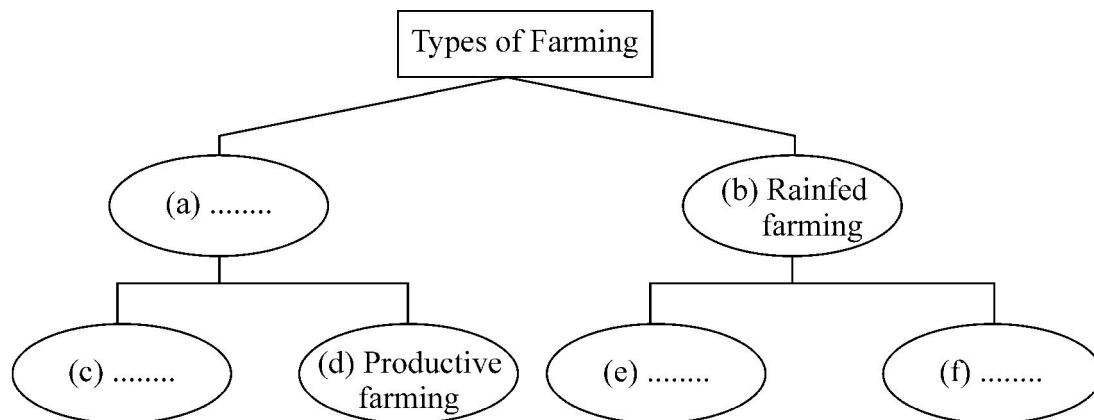 Types of Farming
(a) ........
(b) Rainfed
farming
(c) ........
(d) Productive
farming
(e) ........
(f) ........